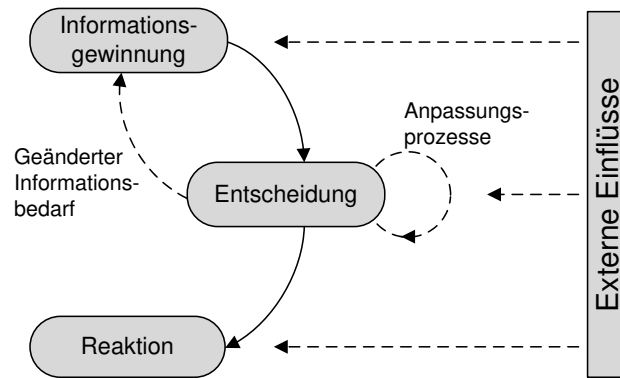 Informations-
gewinnung
Anpassungs-
prozesse
Geänderter
Informations-
bedarf
Entscheidung
Reaktion
Externe Einflüsse